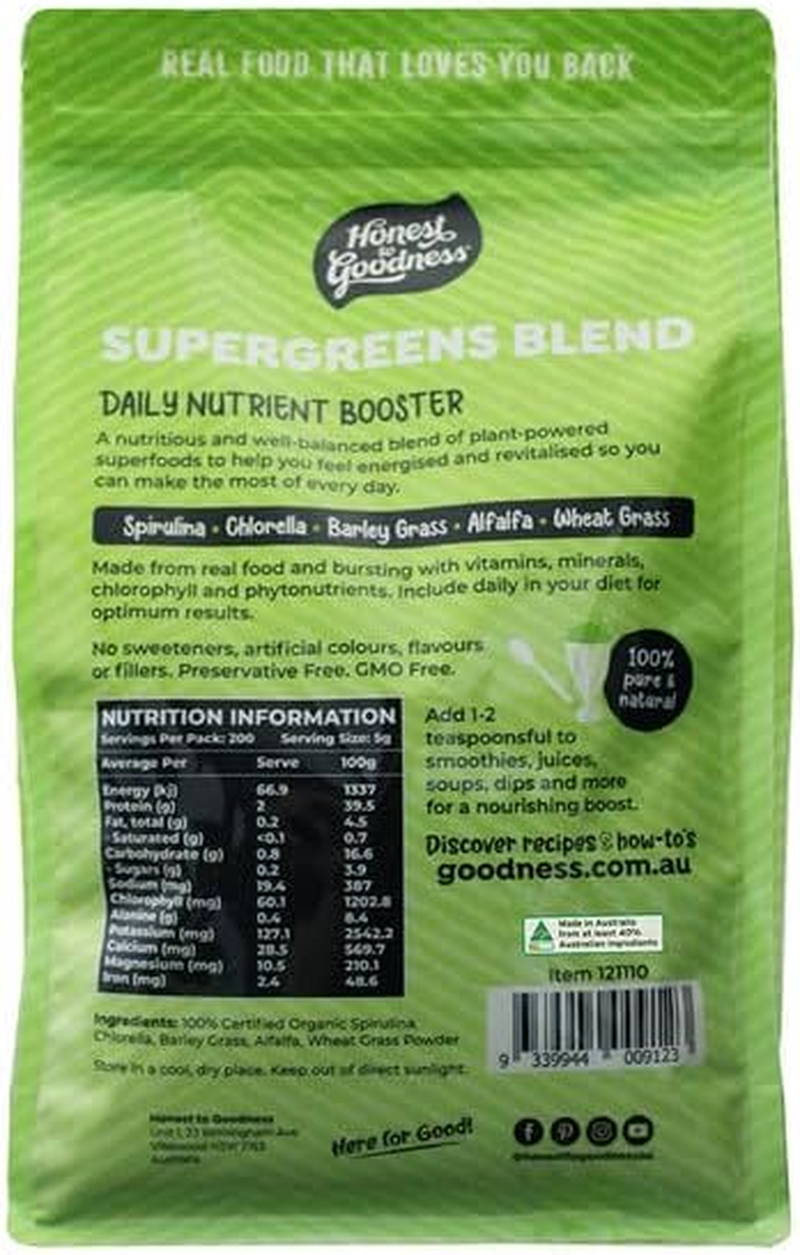 REAL FOOD THAT LOVES YOU BACK
Honest
to
Goodness
SUPERGREENS BLEND
DAILY NUTRIENT BOOSTER
A nutritious and well-balanced blend of plant-powered
superfoods to help you feel energised and revitalised so you
can make the most of every day.
Spirulina • Chlorella • Barley Grass • Alfalfa • Wheat Grass
Made from real food and bursting with vitamins, minerals,
chlorophyll and phytonutrients. Include daily in your diet for
optimum results.
No sweeteners, artificial colours, flavours
or fillers. Preservative Free. GMO Free.
100%
pure &
natural
NUTRITION INFORMATION
Servings Per Pack: 200 Serving Size: 5g
Average Per Serve 100g
Energy (kj) 66.9 1337
Protein (g) 2 39.5
Fat, total (g) 0.2 4.5
- Saturated (g) <0.1 0.7
Carbohydrate (g) 0.8 16.6
- Sugars (g) 0.2 3.9
Sodium (mg) 19.4 387
Chlorophyll (mg) 60.1 1202.8
Alanine (g) 0.4 8.4
Potassium (mg) 127.1 2542.2
Calcium (mg) 28.5 569.7
Magnesium (mg) 10.5 210.1
Iron (mg) 2.4 48.6
Add 1-2
teaspoonsful to
smoothies, juices,
soups, dips and more
for a nourishing boost.
Discover recipes & how-to's
goodness.com.au
Made in Australia
from at least 40%
Australian ingredients
Item 121110
9 339944 009123
Ingredients: 100% Certified Organic Spirulina,
Chlorella, Barley Grass, Alfalfa, Wheat Grass Powder
Store in a cool, dry place. Keep out of direct sunlight.
Honest to Goodness
Unit 1, 23 Birmingham Ave
Villawood NSW
Australia
Here for Good!